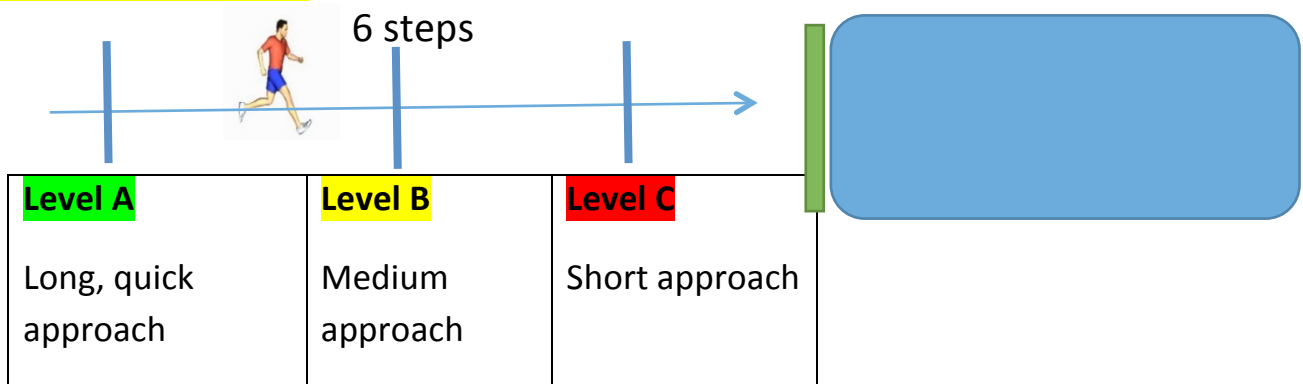 6 steps
Level A
Long, quick
approach
Level B
Medium
approach
Level C
Short approach